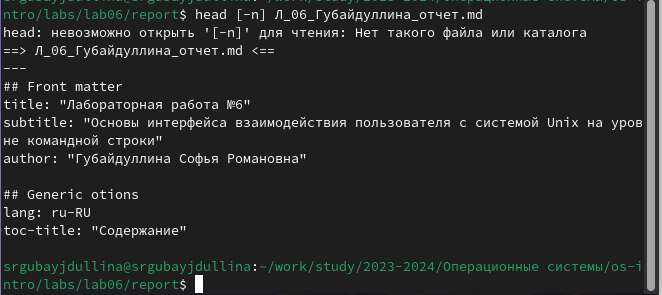 ntro/labs/lab06/report$ head [-n] Л_06_Губайдуллина_отчет.md
head: невозможно открыть '[-n]' для чтения: Нет такого файла или каталога
==> Л_06_Губайдуллина_отчет.md <==
---
## Front matter
title: "Лабораторная работа №6"
subtitle: "Основы интерфейса взаимодействия пользователя с системой Unix на уров
не командной строки"
author: "Губайдуллина Софья Романовна"
## Generic otions
lang: ru-RU
toc-title: "Содержание"
srgubayjdullina@srgubayjdullina:~/work/study/2023-2024/Операционные системы/os-i
ntro/labs/lab06/report$